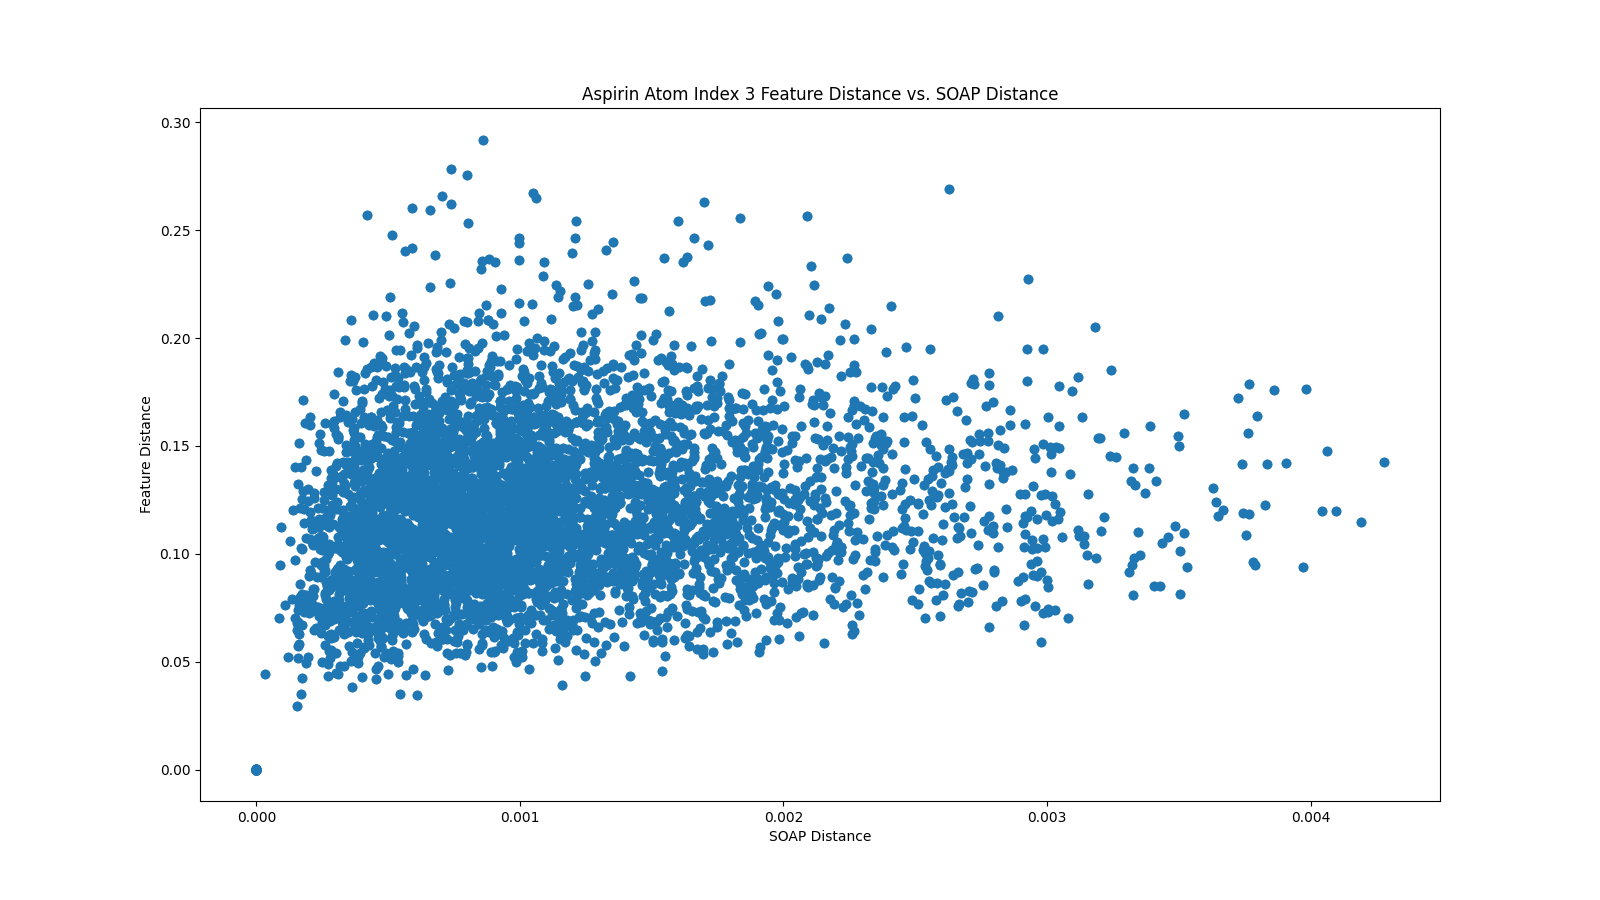 Aspirin Atom Index 3 Feature Distance vs. SOAP Distance
0.30
0.25
0.20
0.15
0.10
0.05
0.00
Feature Distance
0.000 0.001 0.002 0.003 0.004
SOAP Distance